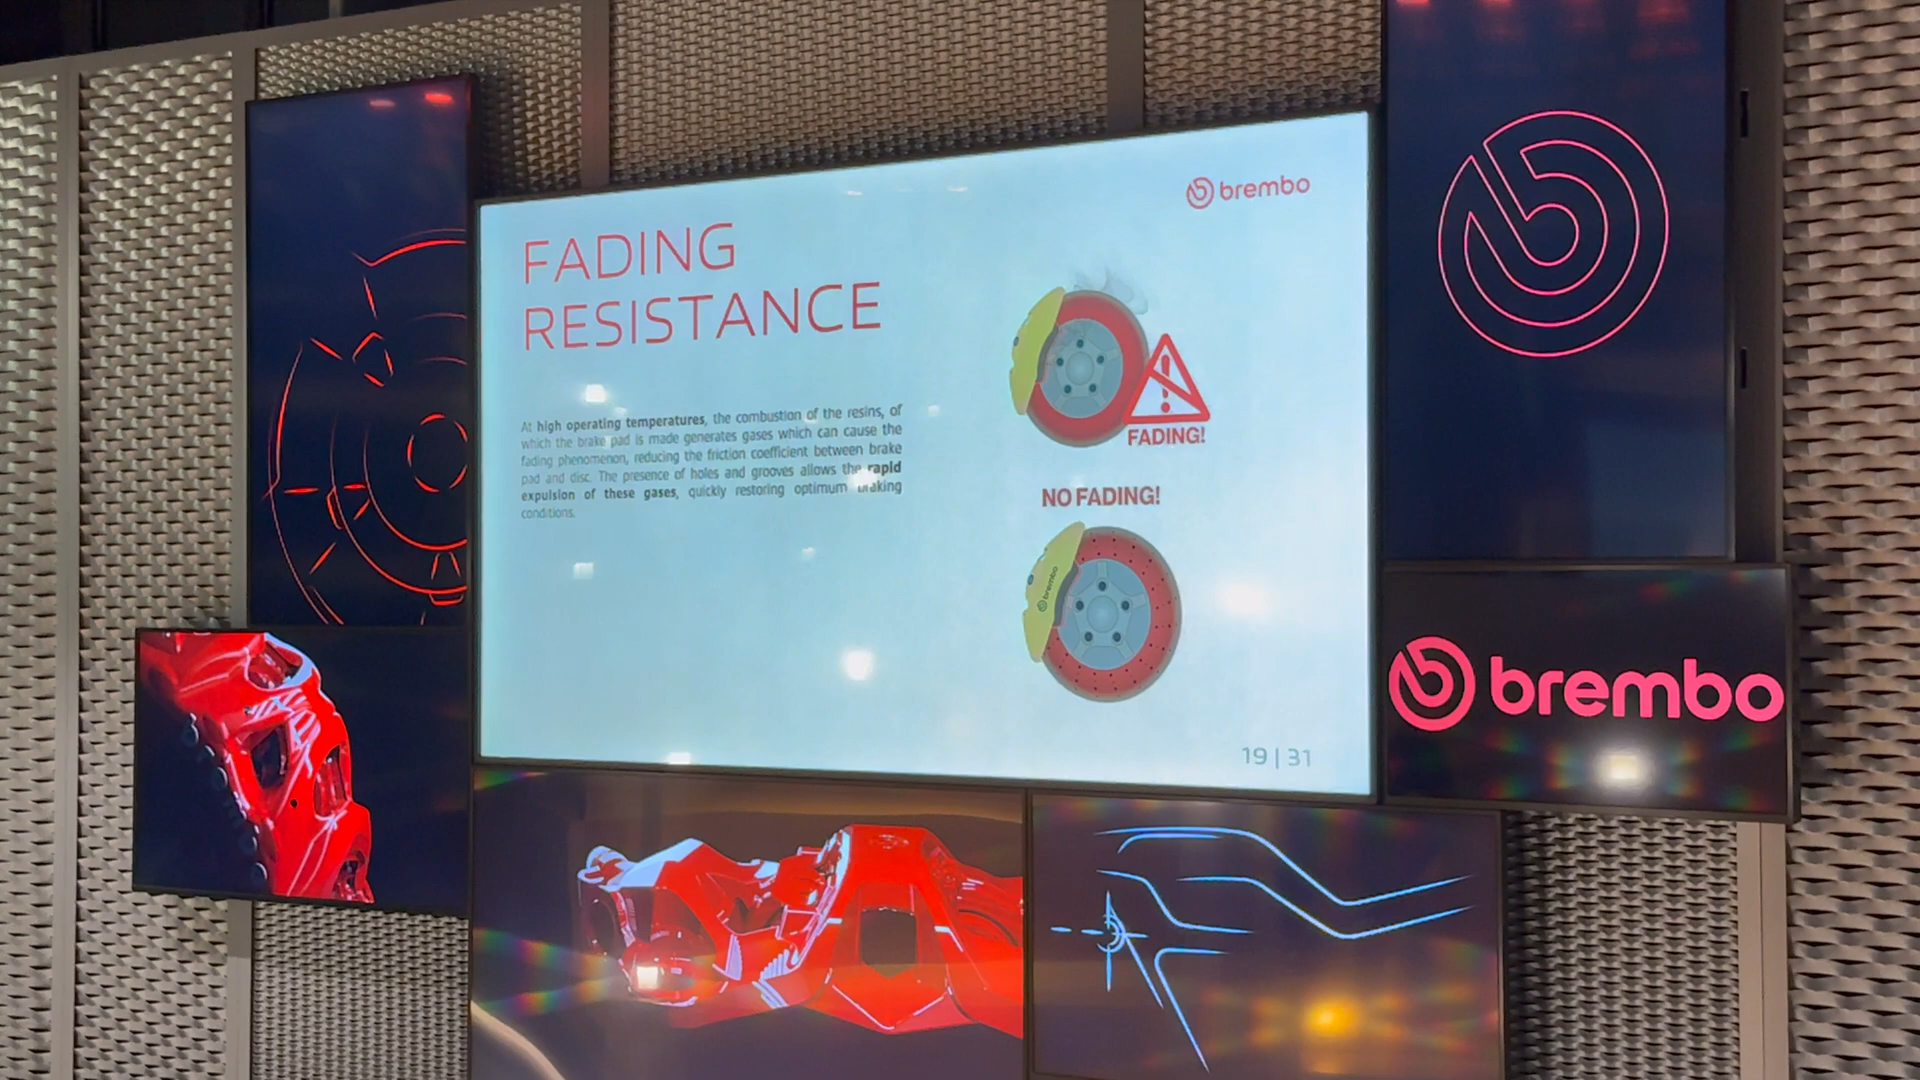 brembo
FADING
RESISTANCE
At high operating temperatures, the combustion of the resins, of
which the brake pad is made generates gases which can cause the
fading phenomenon, reducing the friction coefficient between brake
pad and disc. The presence of holes and grooves allows the rapid
expulsion of these gases, quickly restoring optimum braking
conditions.
FADING!
NO FADING!
brembo
19 | 31
brembo